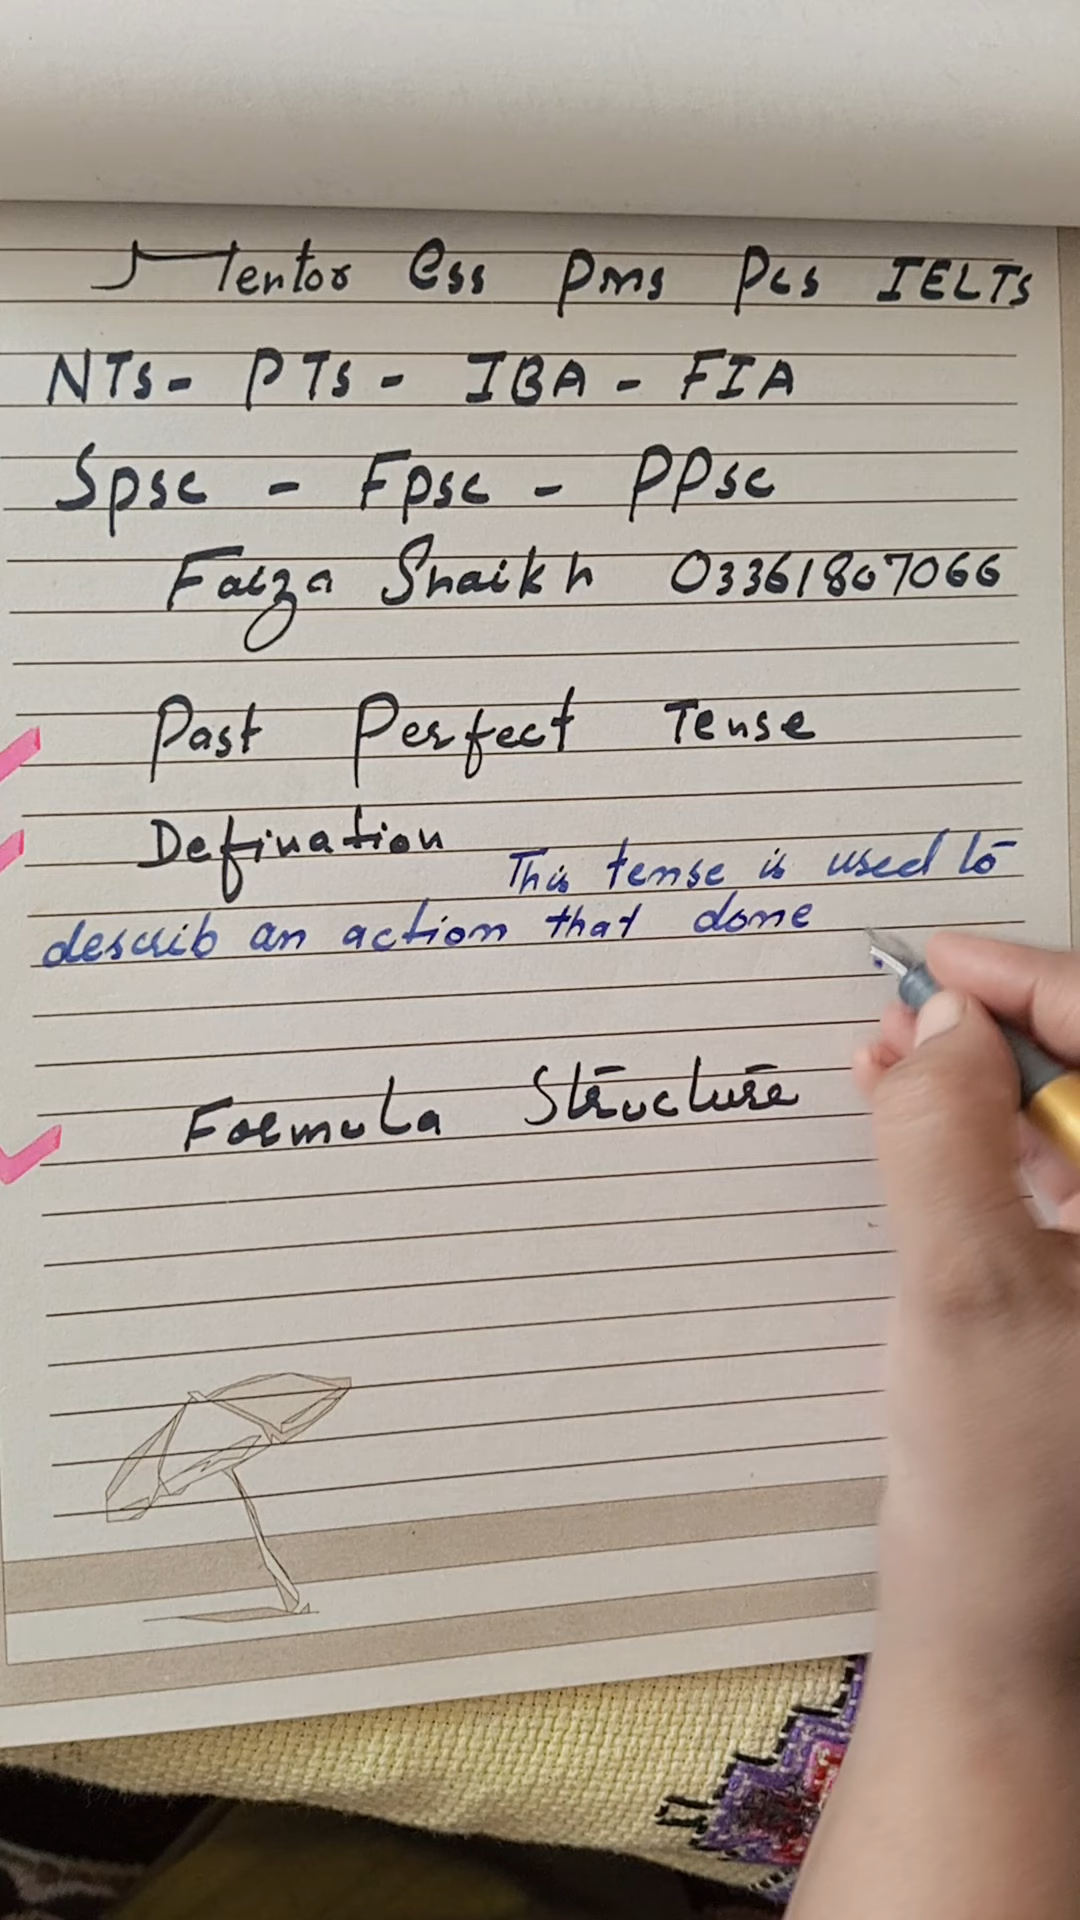 Mentor Css Pms Pcs IELTS
NTS - PTS - IBA - FIA
Spsc - Fpsc - PPsc
Faiza Shaikh 03361807066
Past Perfect Tense
Defination
This tense is used to
describ an action that done
Formula Structure